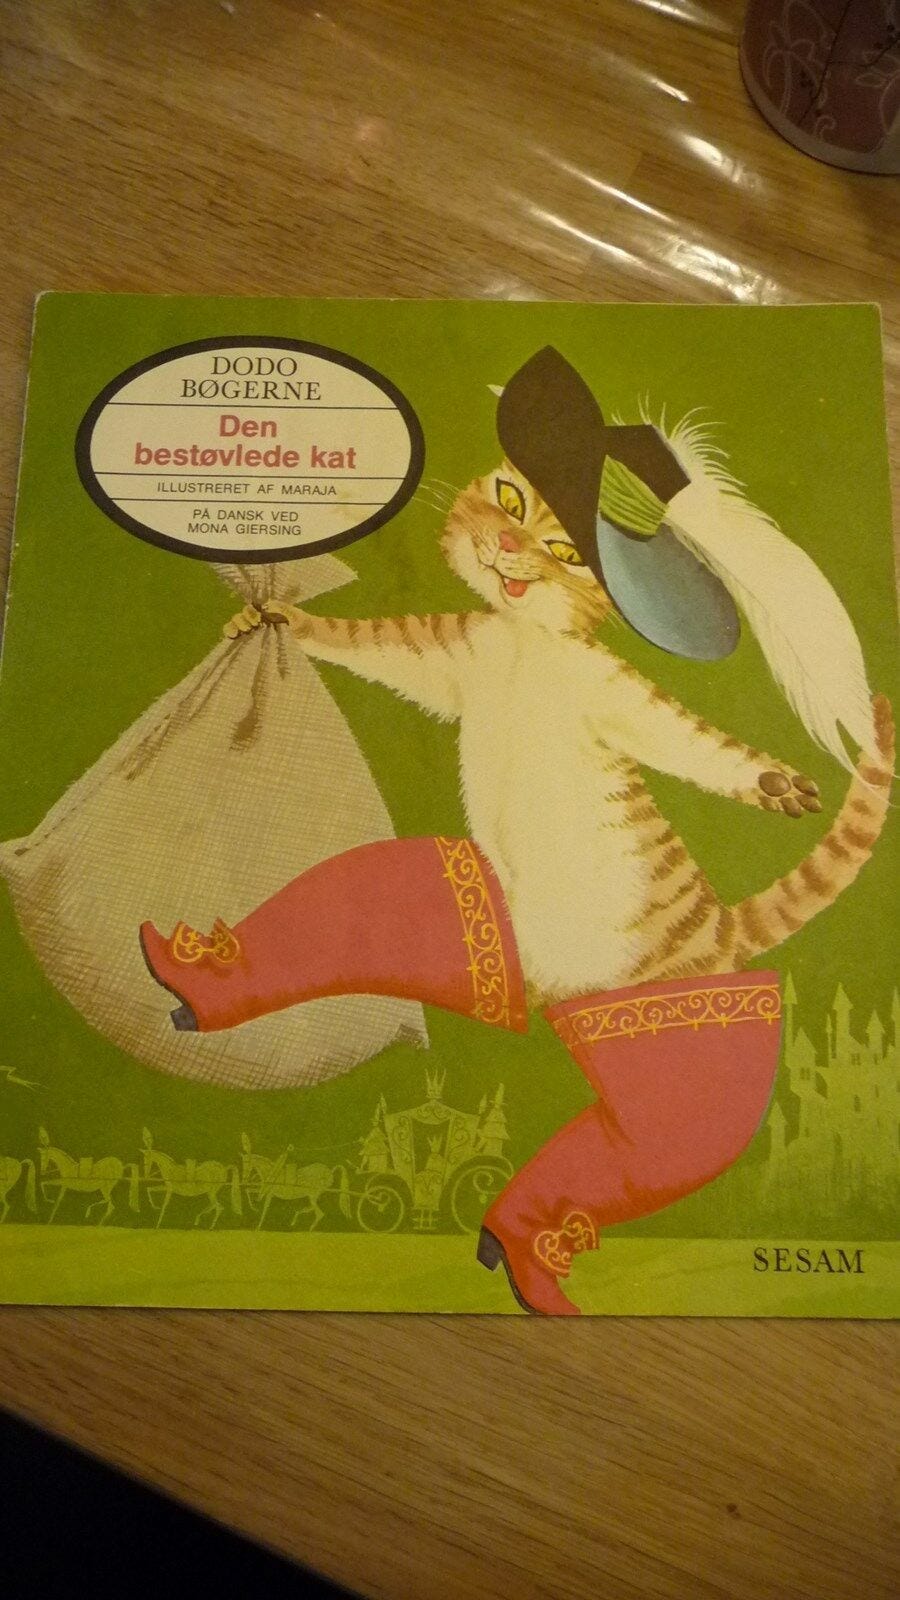 DODO
BØGERNE
Den
bestøvlede kat
ILLUSTRERET AF MARAJA
PÅ DANSK VED
MONA GIERSING
SESAM